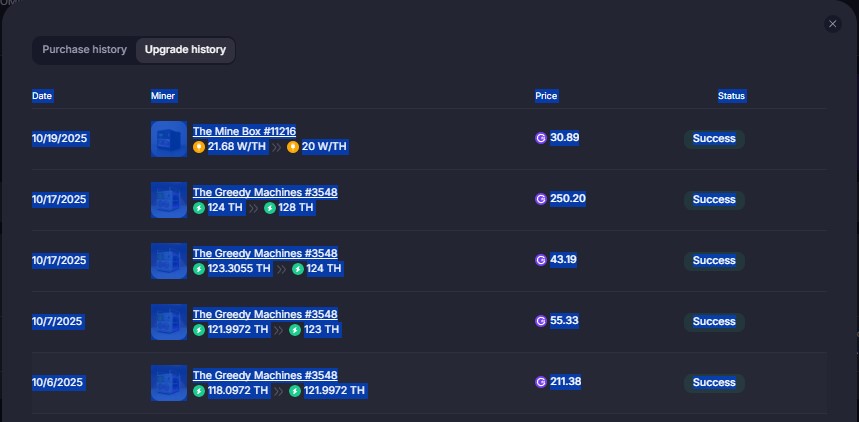 Purchase history Upgrade history
Date Miner Price Status
10/19/2025 The Mine Box #11216 30.89 Success
21.68 W/TH 20 W/TH
10/17/2025 The Greedy Machines #3548 250.20 Success
124 TH 128 TH
10/17/2025 The Greedy Machines #3548 43.19 Success
123.3055 TH 124 TH
10/7/2025 The Greedy Machines #3548 55.33 Success
121.9972 TH 123 TH
10/6/2025 The Greedy Machines #3548 211.38 Success
118.0972 TH 121.9972 TH